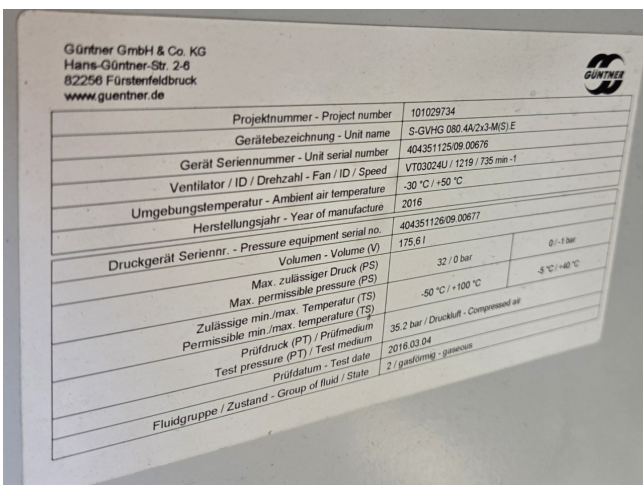 Güntner GmbH & Co. KG
Hans-Güntner-Str. 2-6
82256 Fürstenfeldbruck
www.guentner.de
GÜNTNER
Projektnummer - Project number 101029734
Gerätebezeichnung - Unit name S-GVHG 080.4A/2x3-M(S).E
Gerät Seriennummer - Unit serial number 404351125/09.00676
Ventilator / ID / Drehzahl - Fan / ID / Speed VT03024U / 1219 / 735 min -1
Umgebungstemperatur - Ambient air temperature -30 °C / +50 °C
Herstellungsjahr - Year of manufacture 2016
Druckgerät Seriennr. - Pressure equipment serial no. 404351126/09.00677
Volumen - Volume (V) 175,6 l
Max. zulässiger Druck (PS)
Max. permissible pressure (PS) 32 / 0 bar 0 / -1 bar
Zulässige min./max. Temperatur (TS)
Permissible min./max. temperature (TS) -50 °C / +100 °C -5 °C / +40 °C
Prüfdruck (PT) / Prüfmedium
Test pressure (PT) / Test medium 35.2 bar / Druckluft - Compressed air
Prüfdatum - Test date 2016.03.04
Fluidgruppe / Zustand - Group of fluid / State 2 / gasförmig - gaseous